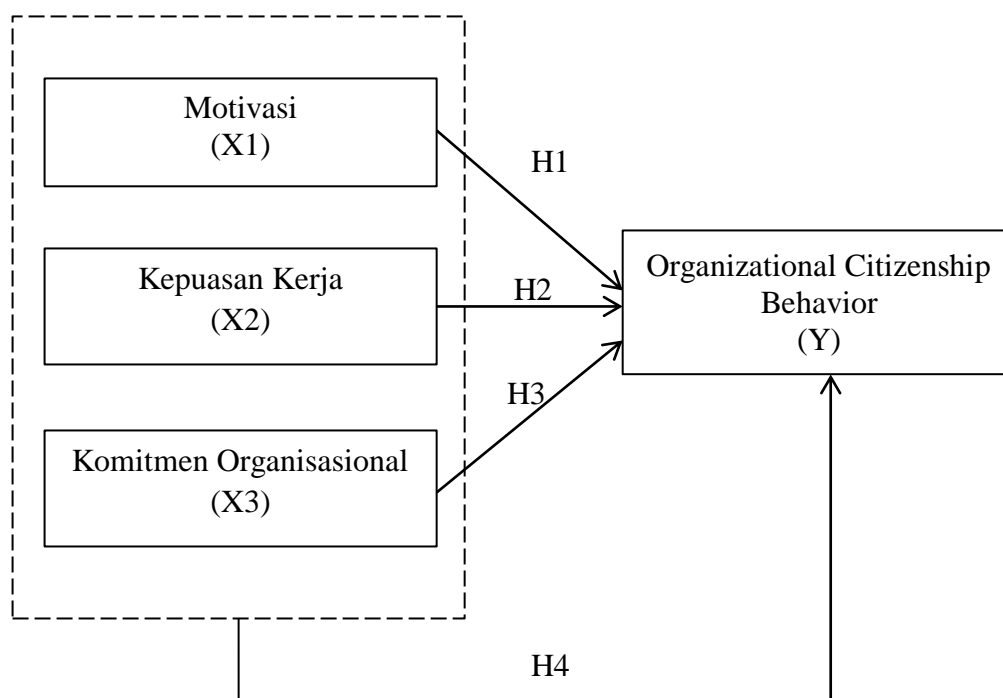 Motivasi
(X1)
H1
Kepuasan Kerja
(X2)
H2
Organizational Citizenship
Behavior
(Y)
H3
Komitmen Organisasional
(X3)
H4